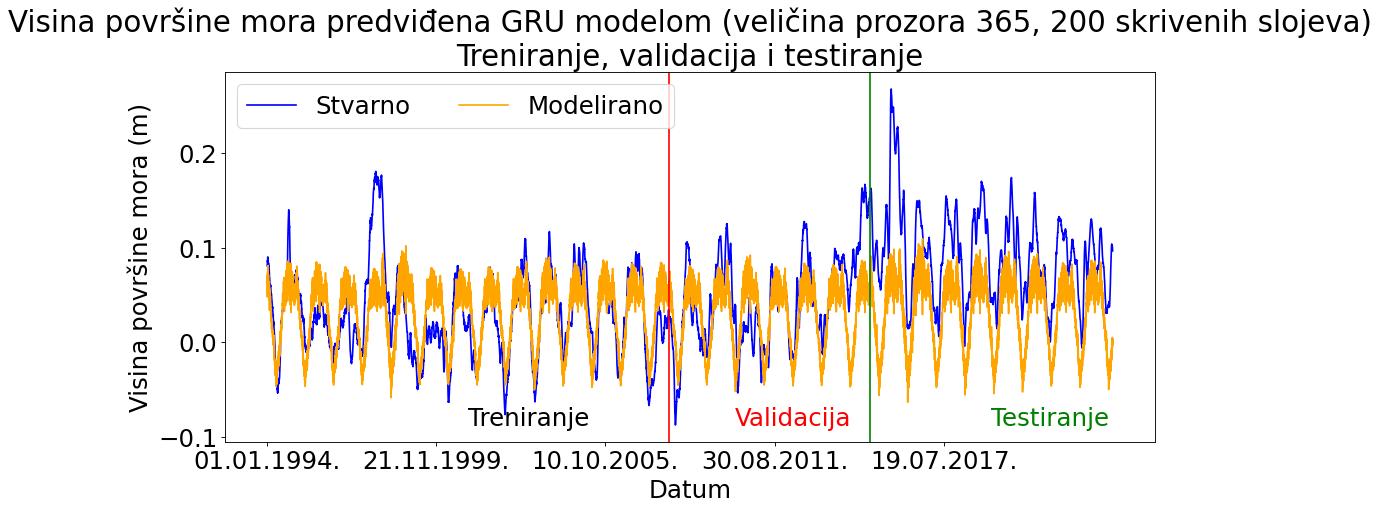 Visina površine mora predviđena GRU modelom (veličina prozora 365, 200 skrivenih slojeva)
Treniranje, validacija i testiranje
Stvarno
Modelirano
Visina površine mora (m)
0.2
0.1
0.0
−0.1
Treniranje
Validacija
Testiranje
01.01.1994.
21.11.1999.
10.10.2005.
30.08.2011.
19.07.2017.
Datum